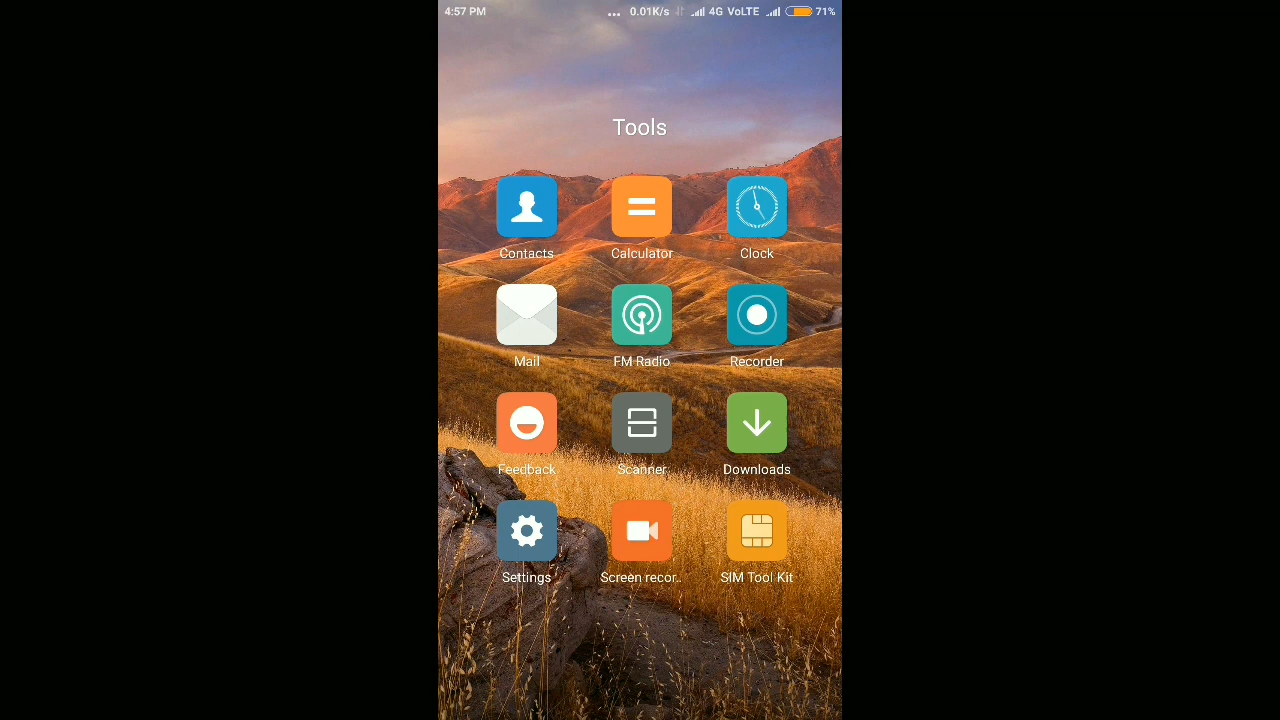 4:57 PM ... 0.01K/s 4G VoLTE 71%
Tools
Contacts Calculator Clock
Mail FM Radio Recorder
Feedback Scanner Downloads
Settings Screen recor.. SIM Tool Kit